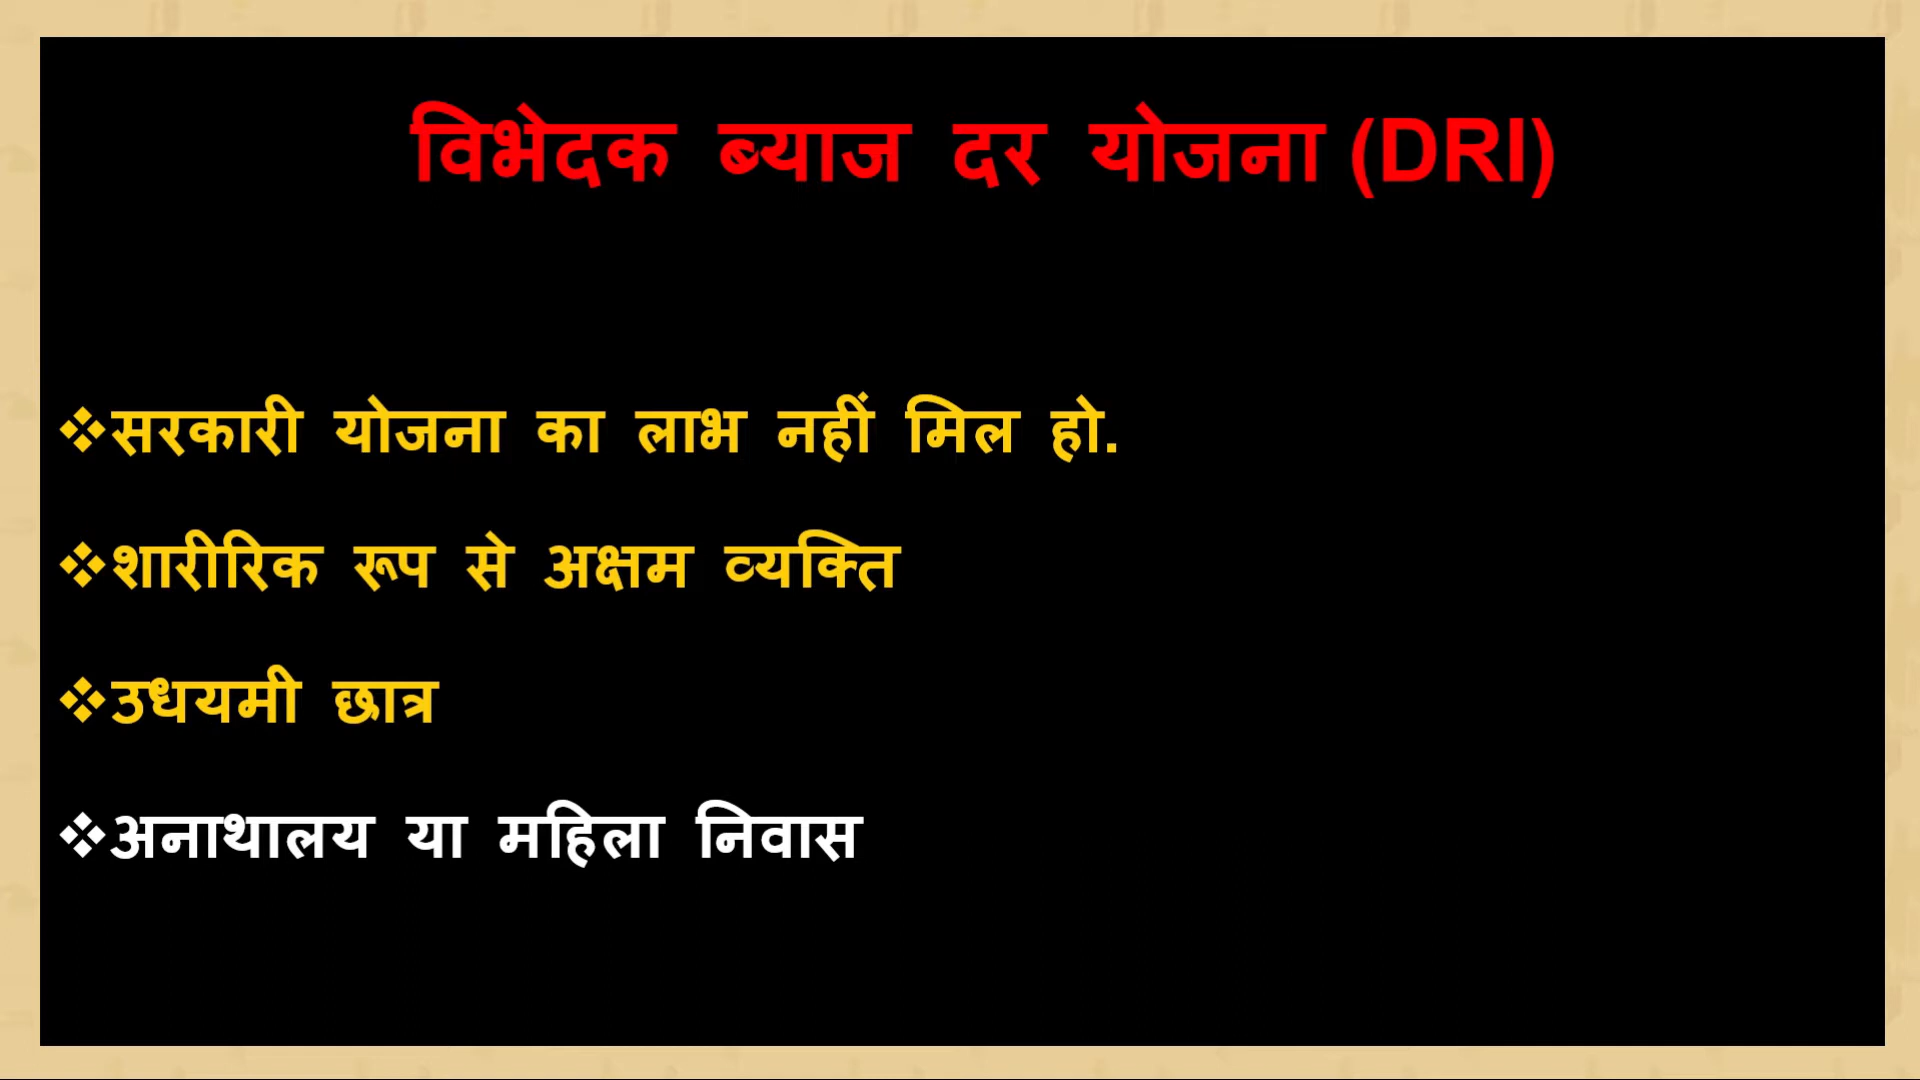 विभेदक ब्याज दर योजना (DRI)
❖सरकारी योजना का लाभ नहीं मिल हो.
❖शारीरिक रूप से अक्षम व्यक्ति
❖उधयमी छात्र
❖अनाथालय या महिला निवास